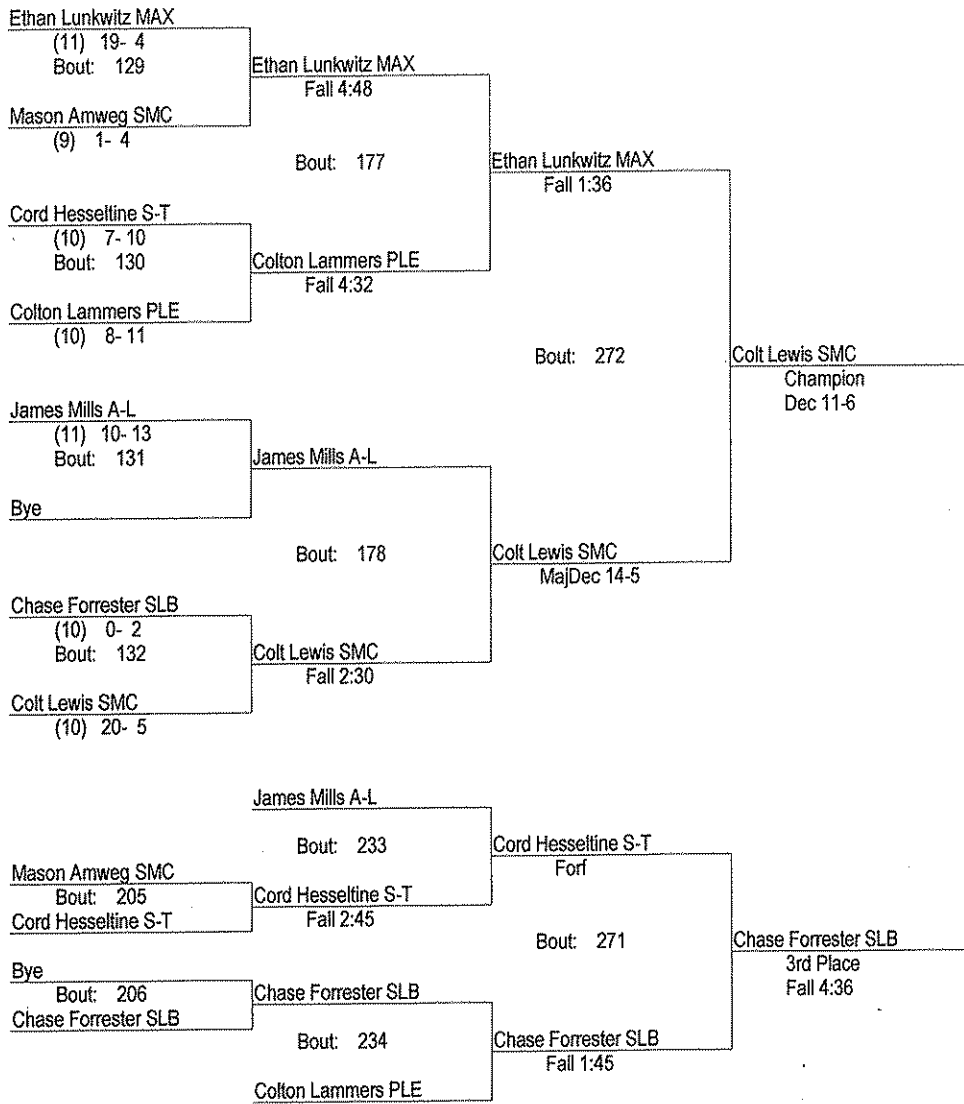 Ethan Lunkwitz MAX
(11) 19- 4
Bout: 129
Mason Amweg SMC
(9) 1- 4
Ethan Lunkwitz MAX
Fall 4:48
Bout: 177
Cord Hesseltine S-T
(10) 7- 10
Bout: 130
Colton Lammers PLE
(10) 8- 11
Colton Lammers PLE
Fall 4:32
Ethan Lunkwitz MAX
Fall 1:36
Bout: 272
James Mills A-L
(11) 10- 13
Bout: 131
Bye
James Mills A-L
Bout: 178
Chase Forrester SLB
(10) 0- 2
Bout: 132
Colt Lewis SMC
(10) 20- 5
Colt Lewis SMC
Fall 2:30
Colt Lewis SMC
MajDec 14-5
Colt Lewis SMC
Champion
Dec 11-6
James Mills A-L
Bout: 233
Mason Amweg SMC
Bout: 205
Cord Hesseltine S-T
Cord Hesseltine S-T
Fall 2:45
Cord Hesseltine S-T
Forf
Bout: 271
Bye
Bout: 206
Chase Forrester SLB
Chase Forrester SLB
Bout: 234
Colton Lammers PLE
Chase Forrester SLB
Fall 1:45
Chase Forrester SLB
3rd Place
Fall 4:36